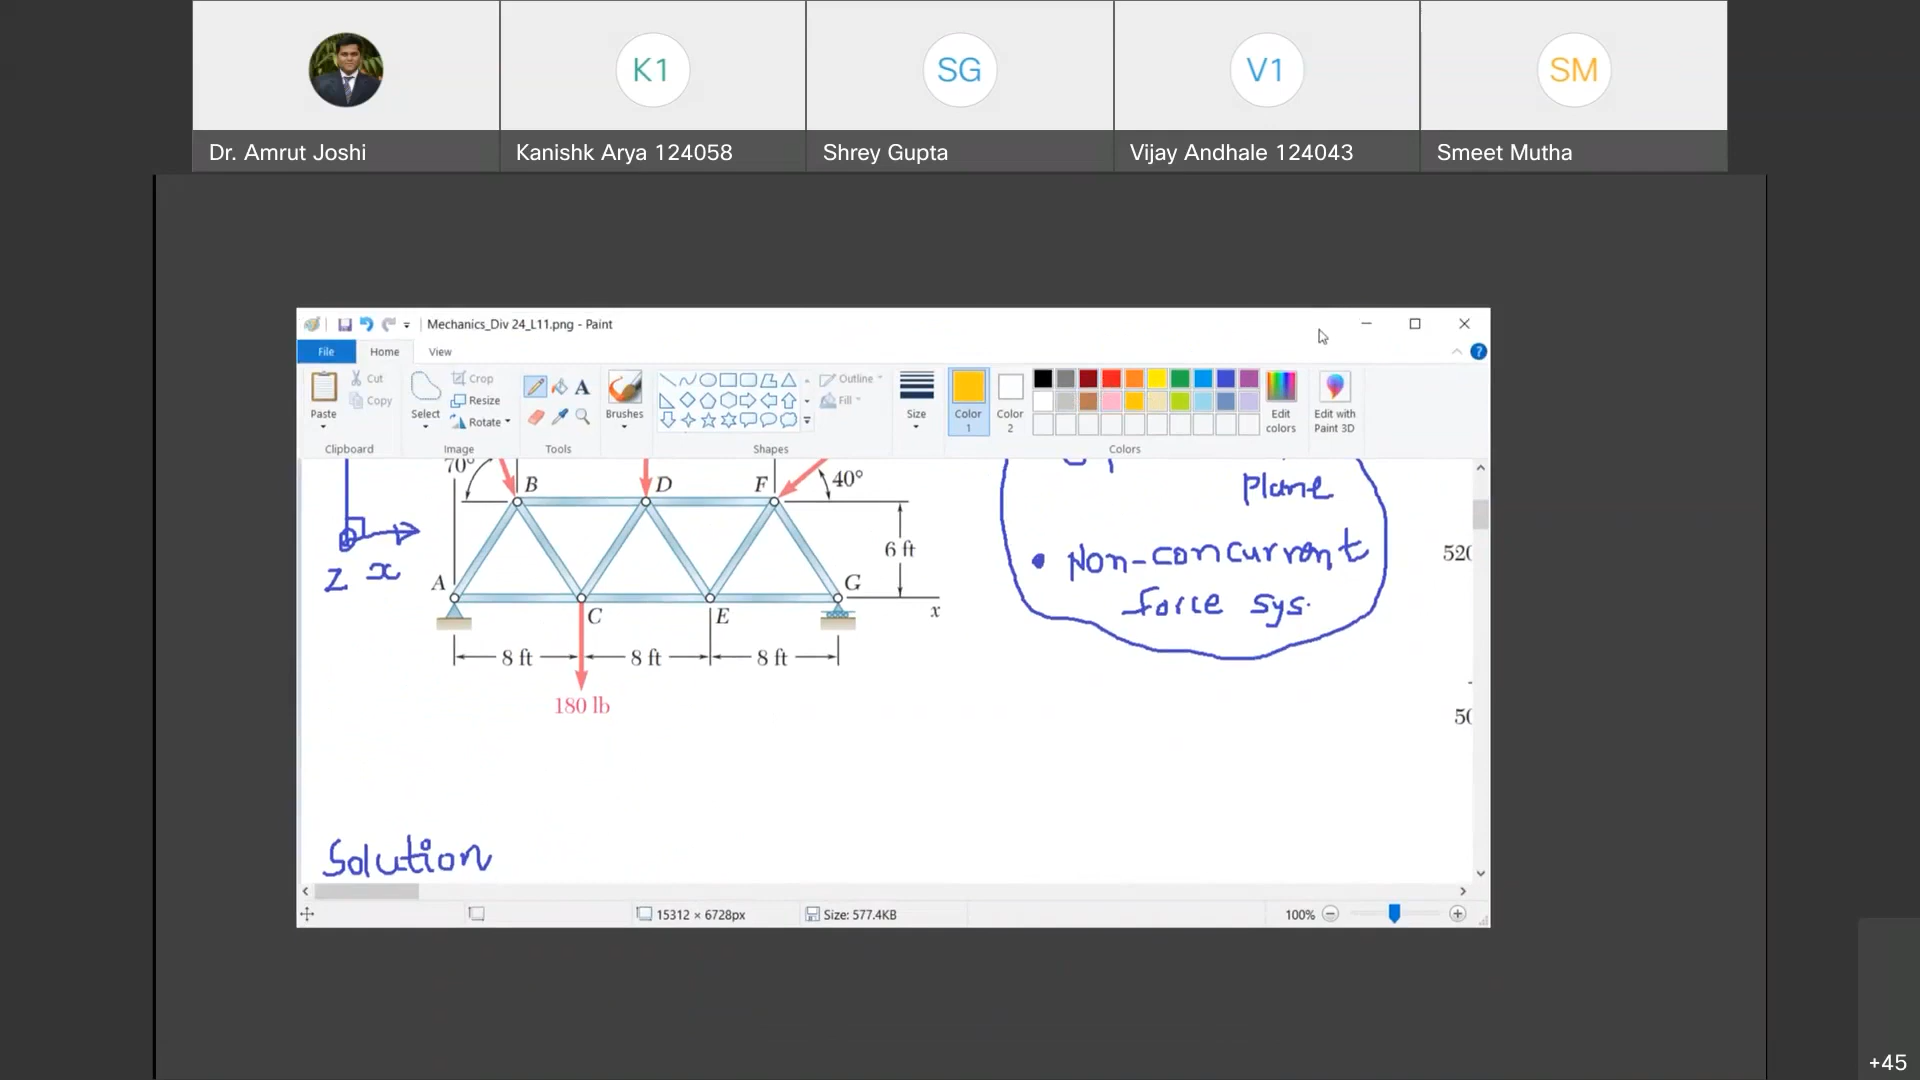 K1
SG
V1
SM
Dr. Amrut Joshi
Kanishk Arya 124058
Shrey Gupta
Vijay Andhale 124043
Smeet Mutha
Mechanics_Div 24_L11.png - Paint
File
Home
View
Paste
Cut
Copy
Clipboard
Select
Crop
Resize
Rotate
Image
A
Tools
Brushes
Shapes
Outline
Fill
Size
Color
1
Color
2
Edit
colors
Edit with
Paint 3D
Colors
70°
B
D
F
40°
plane
z
x
A
6 ft
G
C
E
x
8 ft
8 ft
8 ft
180 lb
• Non-concurrent
force sys.
520
Solution
15312 × 6728px
Size: 577.4KB
100%
+45